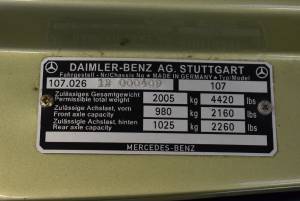 DAIMLER-BENZ AG. STUTTGART
Fahrgestell - Nr/Chassis No ★ MADE IN GERMANY ★ Typ/Model
107.026 12 000409 107
Zulässiges Gesamtgewicht
Permissible total weight 2005 kg 4420 lbs
Zulässige Achslast, vorn
Front axle capacity 980 kg 2160 lbs
Zulässige Achslast, hinten
Rear axle capacity 1025 kg 2260 lbs
MERCEDES-BENZ